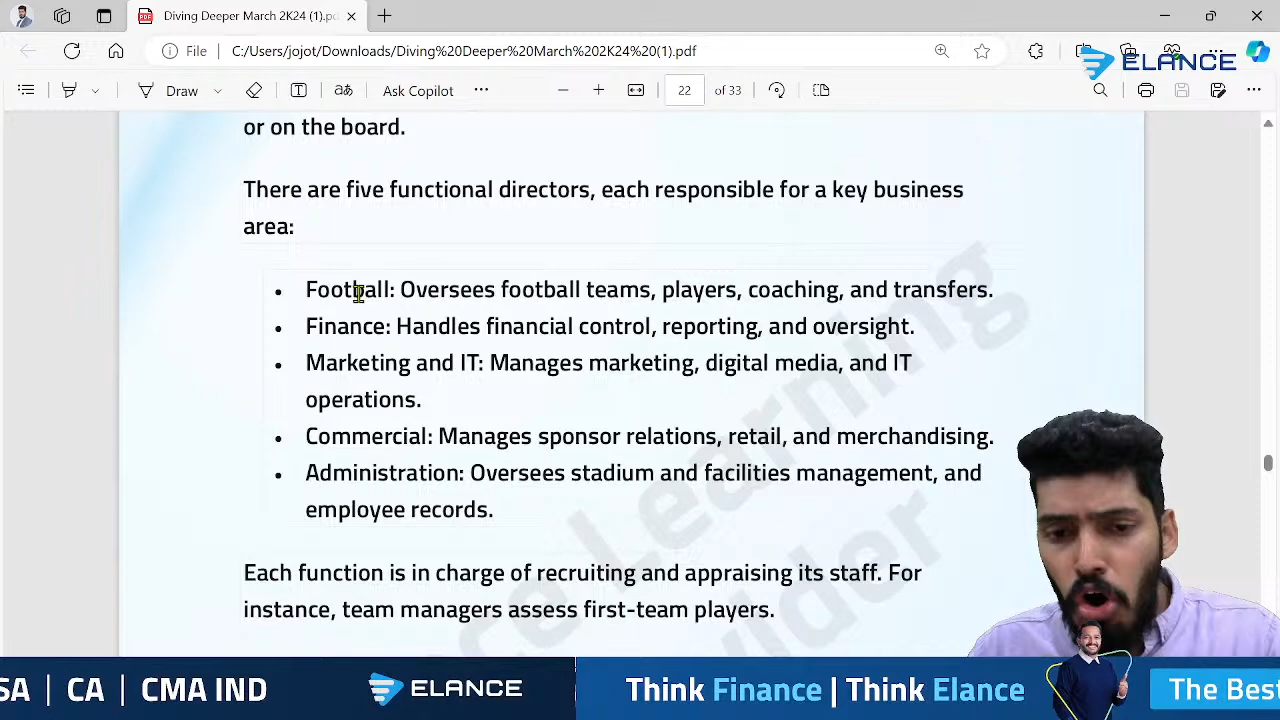 Diving Deeper March 2K24 (1).pd
File
C:/Users/jojot/Downloads/Diving%20Deeper%20March%202K24%20(1).pdf
ELANCE
Draw
Ask Copilot
22
of 33
or on the board.
There are five functional directors, each responsible for a key business
area:
• Football: Oversees football teams, players, coaching, and transfers.
• Finance: Handles financial control, reporting, and oversight.
• Marketing and IT: Manages marketing, digital media, and IT
operations.
• Commercial: Manages sponsor relations, retail, and merchandising.
• Administration: Oversees stadium and facilities management, and
employee records.
Each function is in charge of recruiting and appraising its staff. For
instance, team managers assess first-team players.
SA | CA | CMA IND
ELANCE
Think Finance | Think Elance
The Best